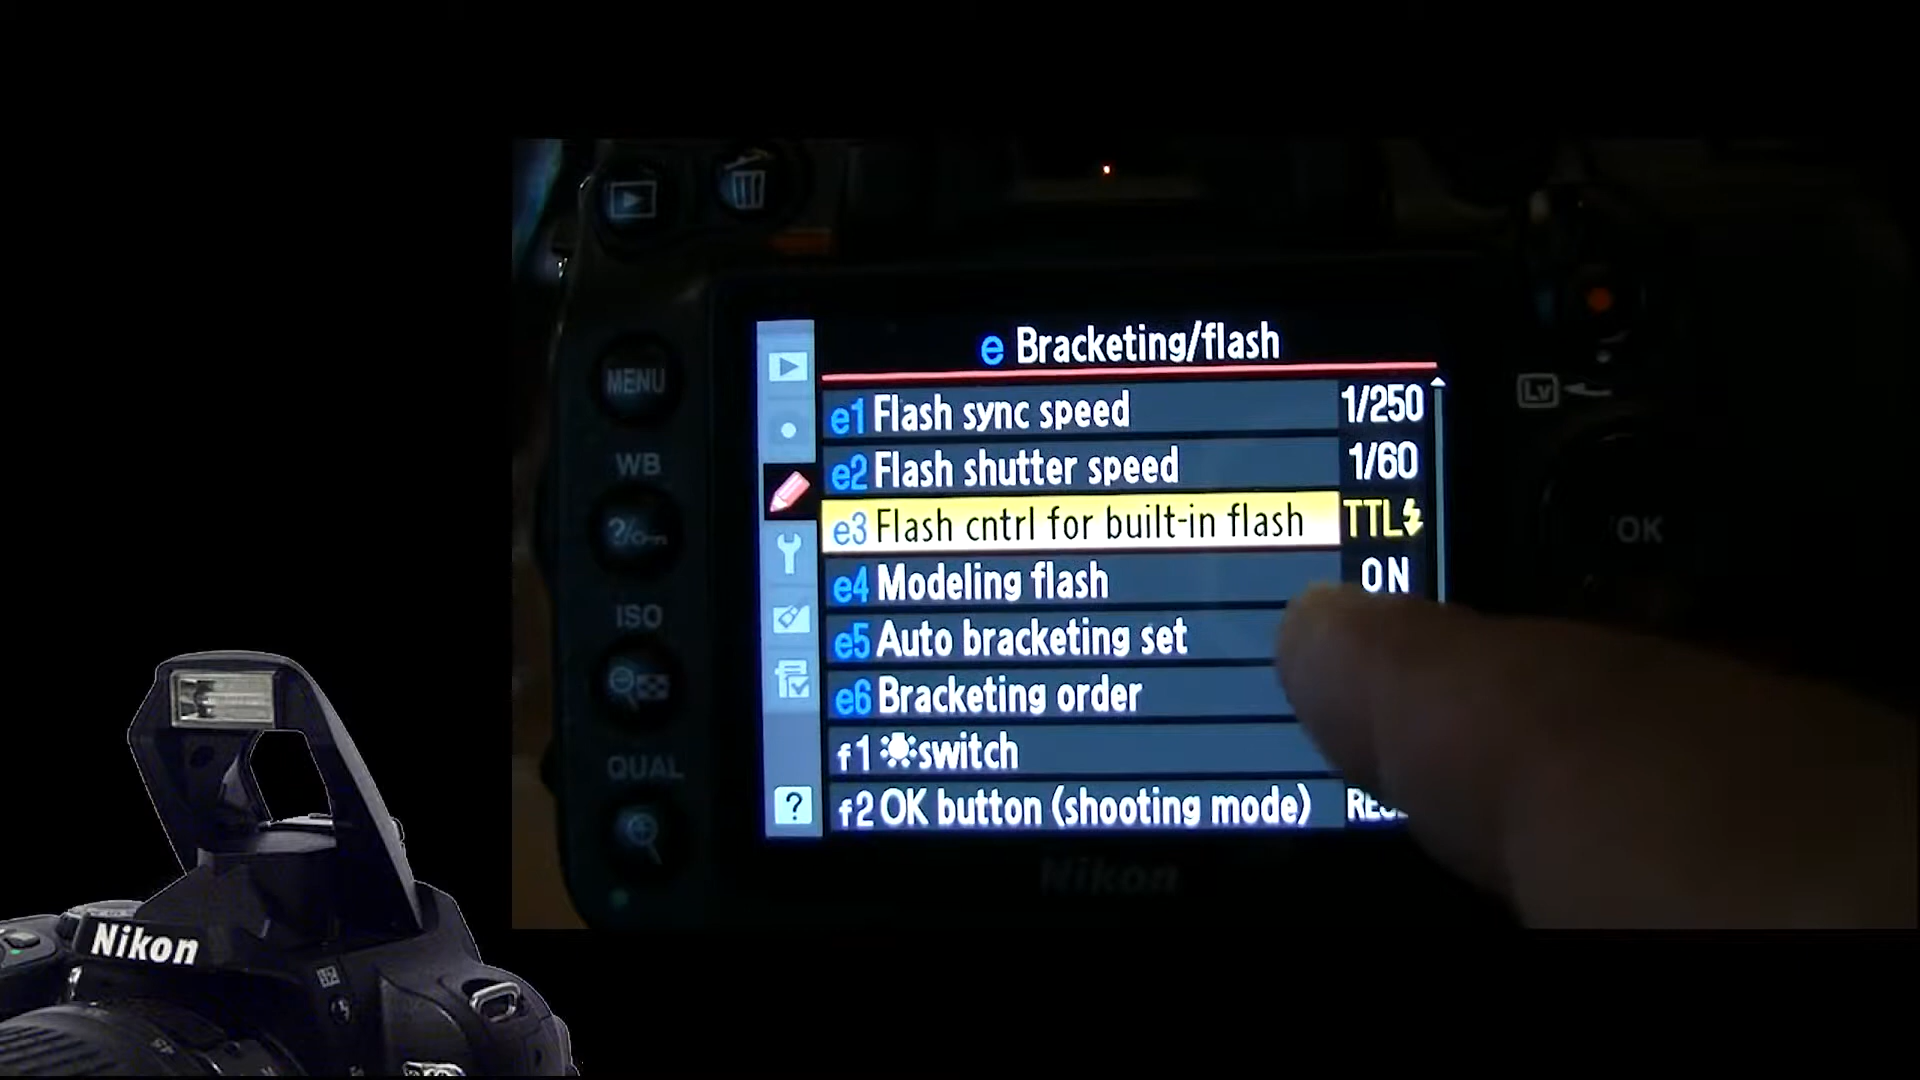 MENU
WB
?
ISO
QUAL
e Bracketing/flash
e1 Flash sync speed 1/250
e2 Flash shutter speed 1/60
e3 Flash cntrl for built-in flash TTL
e4 Modeling flash ON
e5 Auto bracketing set
e6 Bracketing order
f1 switch
f2 OK button (shooting mode)
?
Nikon
Lv
OK
Nikon